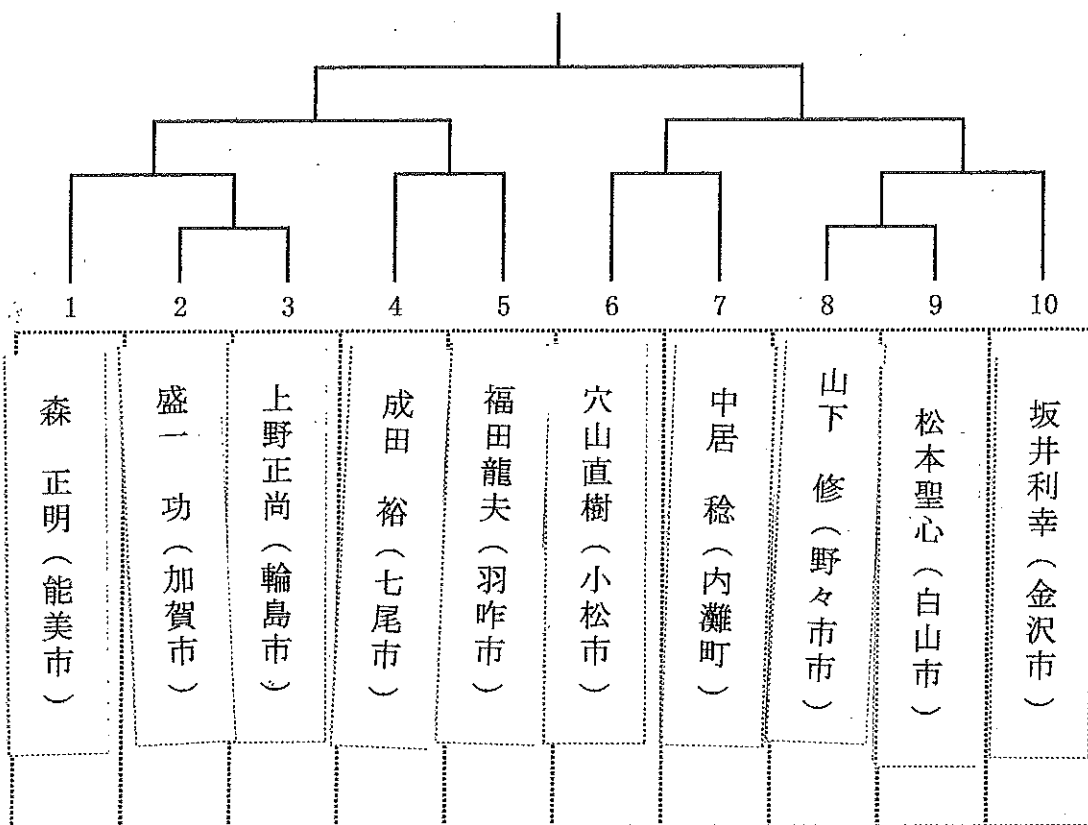 1 2 3 4 5 6 7 8 9 10
森 正明（能美市）
盛一 功（加賀市）
上野正尚（輪島市）
成田 裕（七尾市）
福田龍夫（羽咋市）
穴山直樹（小松市）
中居 稔（内灘町）
山下 修（野々市市）
松本聖心（白山市）
坂井利幸（金沢市）